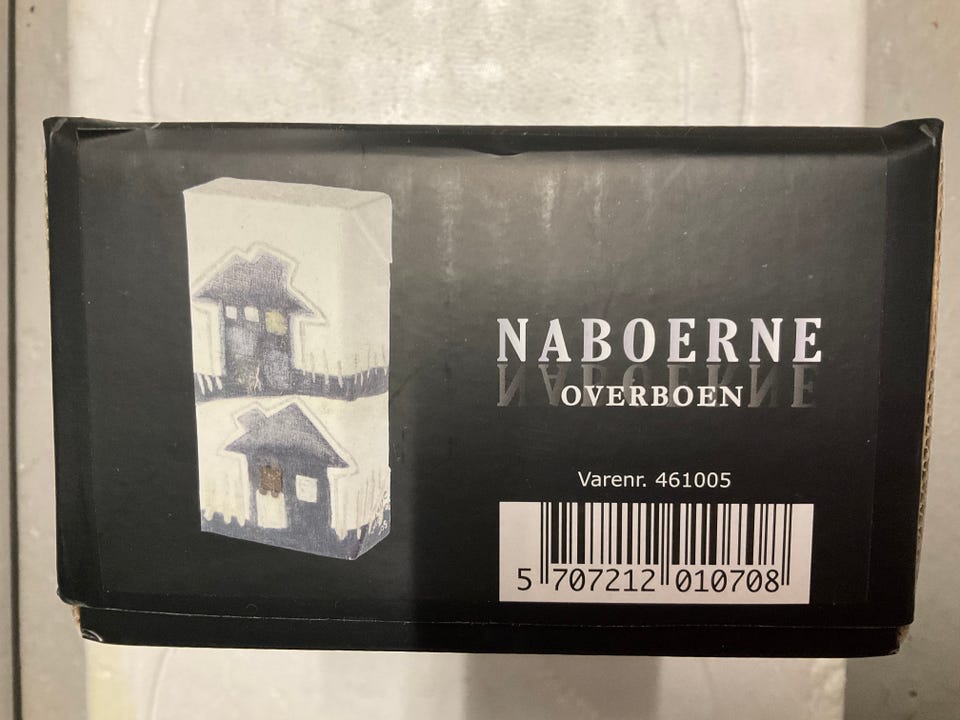 NABOERNE
OVERBOEN
Varenr. 461005
5 707212 010708